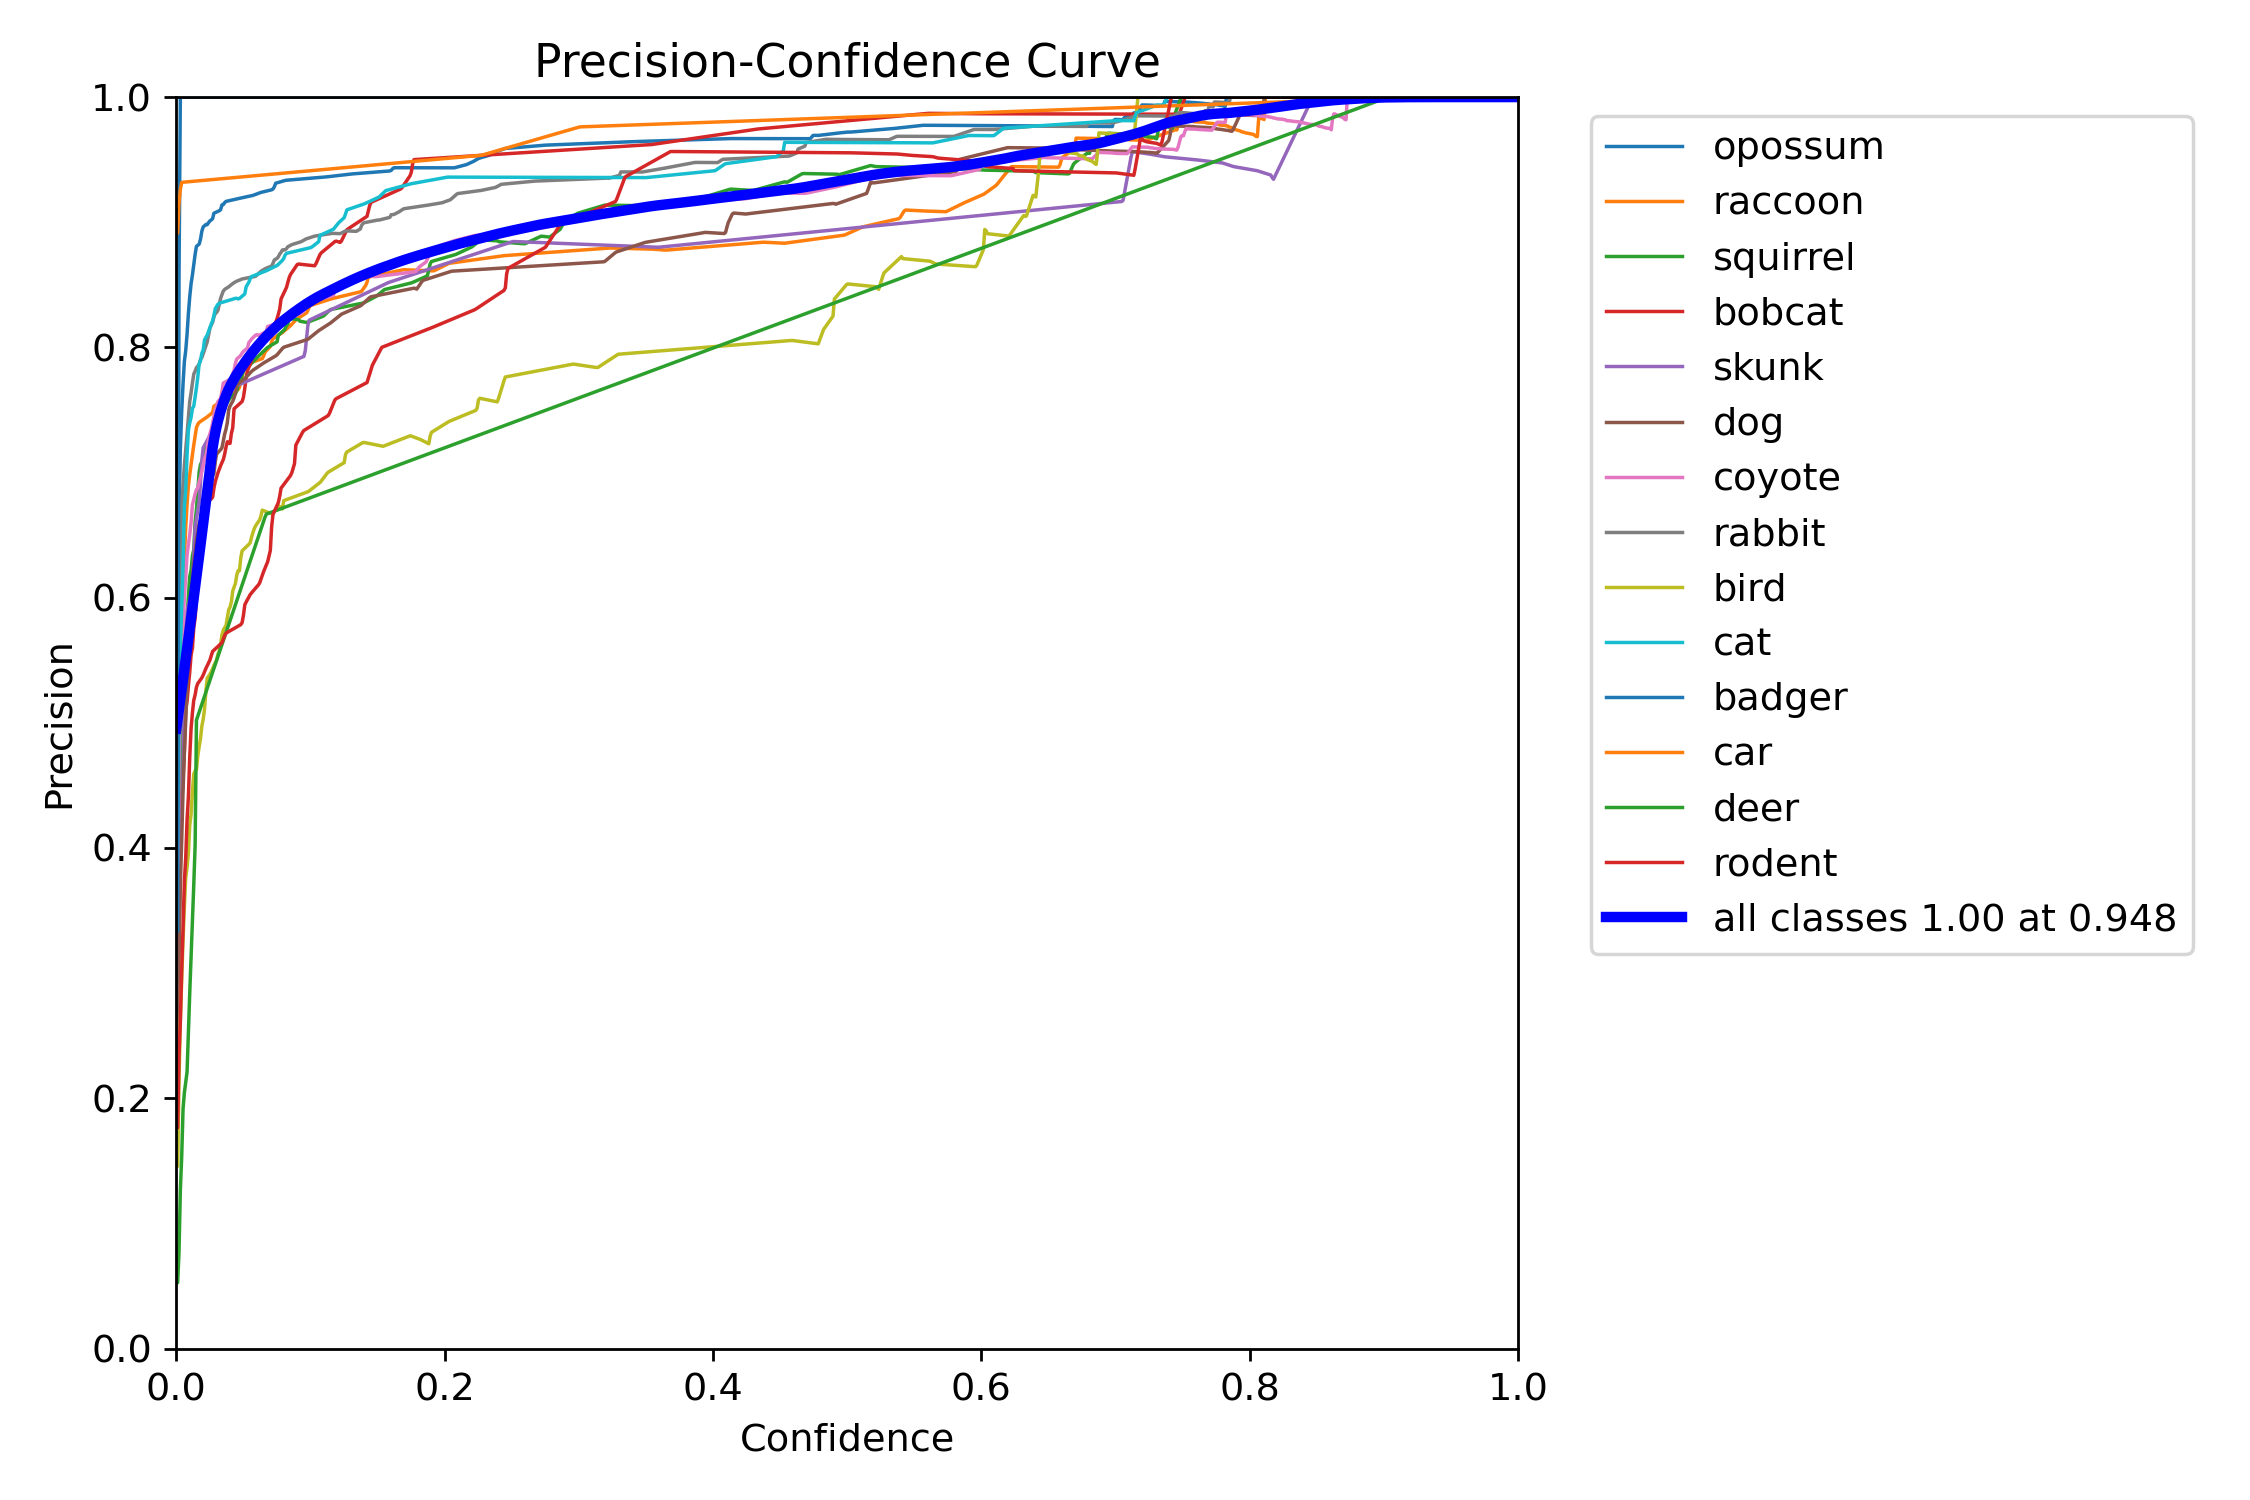 Precision-Confidence Curve
1.0
0.8
0.6
0.4
0.2
0.0
Precision
0.0 0.2 0.4 0.6 0.8 1.0
Confidence
opossum
raccoon
squirrel
bobcat
skunk
dog
coyote
rabbit
bird
cat
badger
car
deer
rodent
all classes 1.00 at 0.948